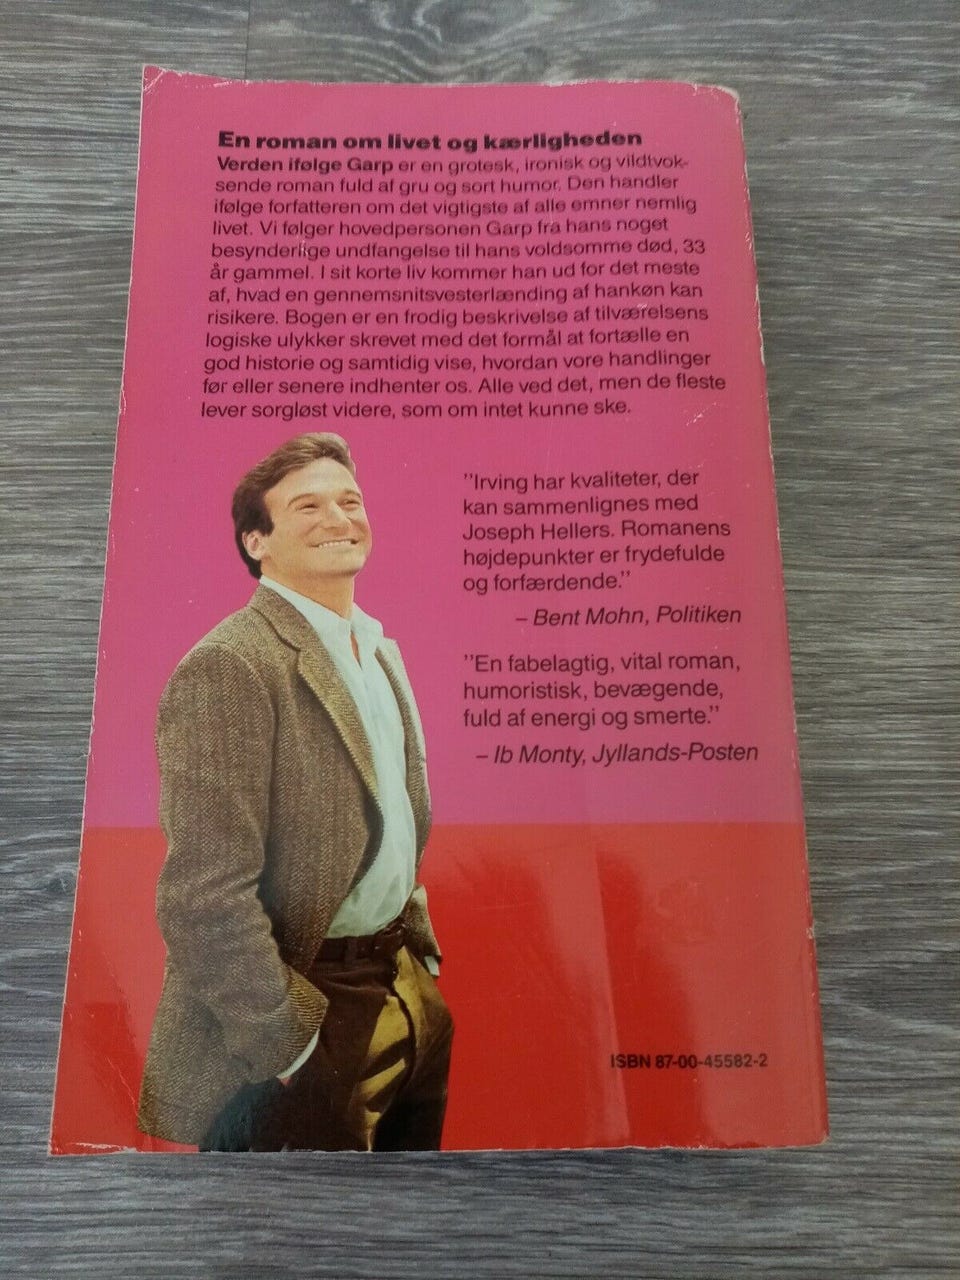 En roman om livet og kærligheden
Verden ifølge Garp er en grotesk, ironisk og vildtvok-
sende roman fuld af gru og sort humor. Den handler
ifølge forfatteren om det vigtigste af alle emner nemlig
livet. Vi følger hovedpersonen Garp fra hans noget
besynderlige undfangelse til hans voldsomme død, 33
år gammel. I sit korte liv kommer han ud for det meste
af, hvad en gennemsnitsvesterlænding af hankøn kan
risikere. Bogen er en frodig beskrivelse af tilværelsens
logiske ulykker skrevet med det formål at fortælle en
god historie og samtidig vise, hvordan vore handlinger
før eller senere indhenter os. Alle ved det, men de fleste
lever sorgløst videre, som om intet kunne ske.
"Irving har kvaliteter, der
kan sammenlignes med
Joseph Hellers. Romanens
højdepunkter er frydefulde
og forfærdende."
– Bent Mohn, Politiken
"En fabelagtig, vital roman,
humoristisk, bevægende,
fuld af energi og smerte."
– Ib Monty, Jyllands-Posten
ISBN 87-00-45582-2